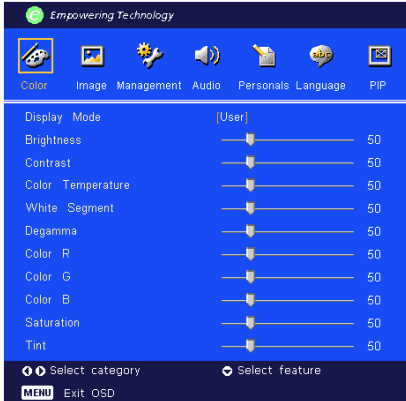 e Empowering Technology
Color Image Management Audio Personals Language PIP
Display Mode [User]
Brightness 50
Contrast 50
Color Temperature 50
White Segment 50
Degamma 50
Color R 50
Color G 50
Color B 50
Saturation 50
Tint 50
Select category Select feature
MENU Exit OSD